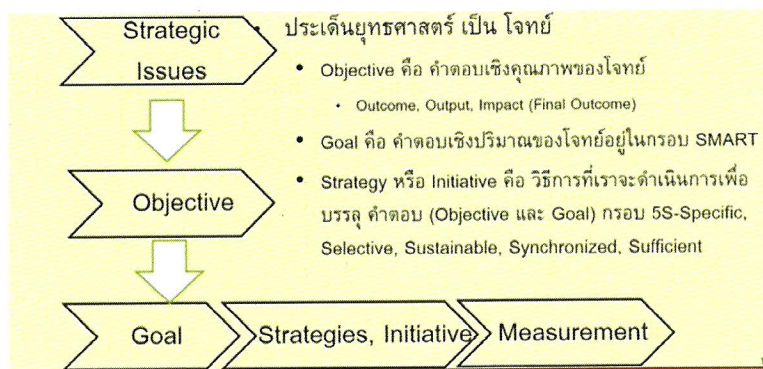 Strategic
Issues
Objective
Goal
Strategies, Initiative
Measurement
• ประเด็นยุทธศาสตร์ เป็น โจทย์
• Objective คือ คำตอบเชิงคุณภาพของโจทย์
• Outcome, Output, Impact (Final Outcome)
• Goal คือ คำตอบเชิงปริมาณของโจทย์อยู่ในกรอบ SMART
• Strategy หรือ Initiative คือ วิธีการที่เราจะดำเนินการเพื่อ
บรรลุ คำตอบ (Objective และ Goal) กรอบ 5S-Specific,
Selective, Sustainable, Synchronized, Sufficient